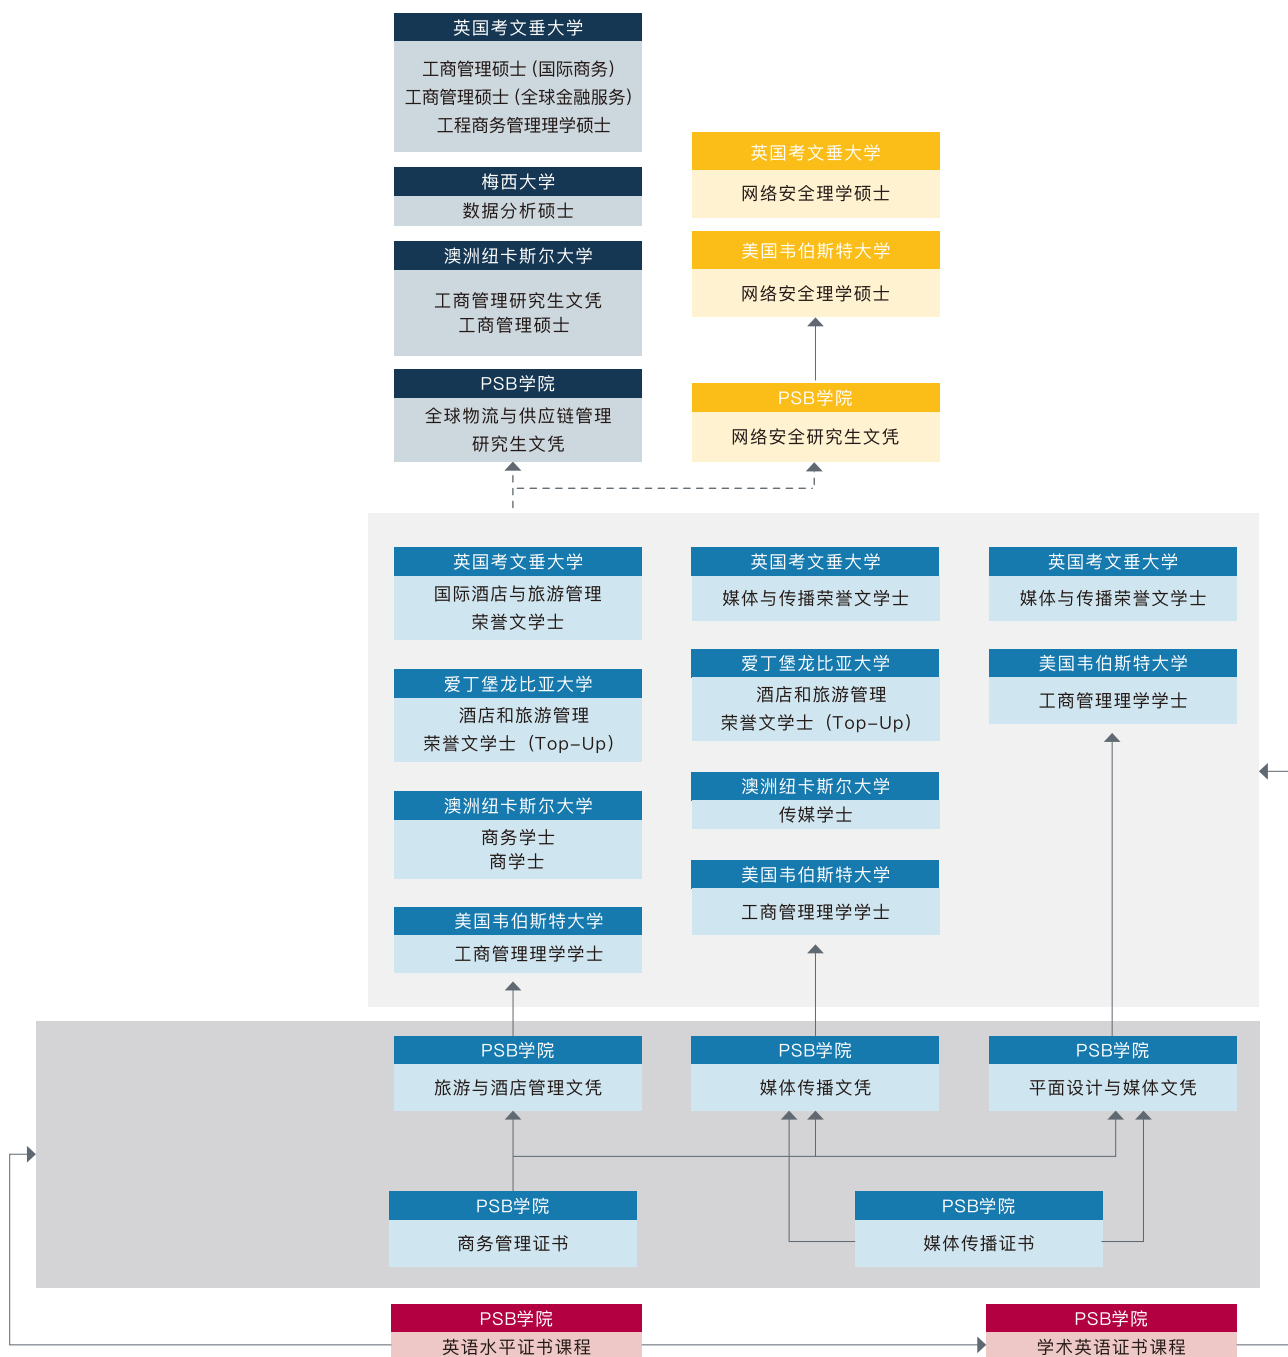 英国考文垂大学
工商管理硕士 (国际商务)
工商管理硕士 (全球金融服务)
工程商务管理理学硕士
梅西大学
数据分析硕士
澳洲纽卡斯尔大学
工商管理研究生文凭
工商管理硕士
PSB学院
全球物流与供应链管理
研究生文凭
英国考文垂大学
网络安全理学硕士
美国韦伯斯特大学
网络安全理学硕士
PSB学院
网络安全研究生文凭
英国考文垂大学
国际酒店与旅游管理
荣誉文学士
爱丁堡龙比亚大学
酒店和旅游管理
荣誉文学士 (Top-Up)
澳洲纽卡斯尔大学
商务学士
商学士
美国韦伯斯特大学
工商管理理学学士
英国考文垂大学
媒体与传播荣誉文学士
爱丁堡龙比亚大学
酒店和旅游管理
荣誉文学士 (Top-Up)
澳洲纽卡斯尔大学
传媒学士
美国韦伯斯特大学
工商管理理学学士
英国考文垂大学
媒体与传播荣誉文学士
美国韦伯斯特大学
工商管理理学学士
PSB学院
旅游与酒店管理文凭
PSB学院
媒体传播文凭
PSB学院
平面设计与媒体文凭
PSB学院
商务管理证书
PSB学院
媒体传播证书
PSB学院
英语水平证书课程
PSB学院
学术英语证书课程